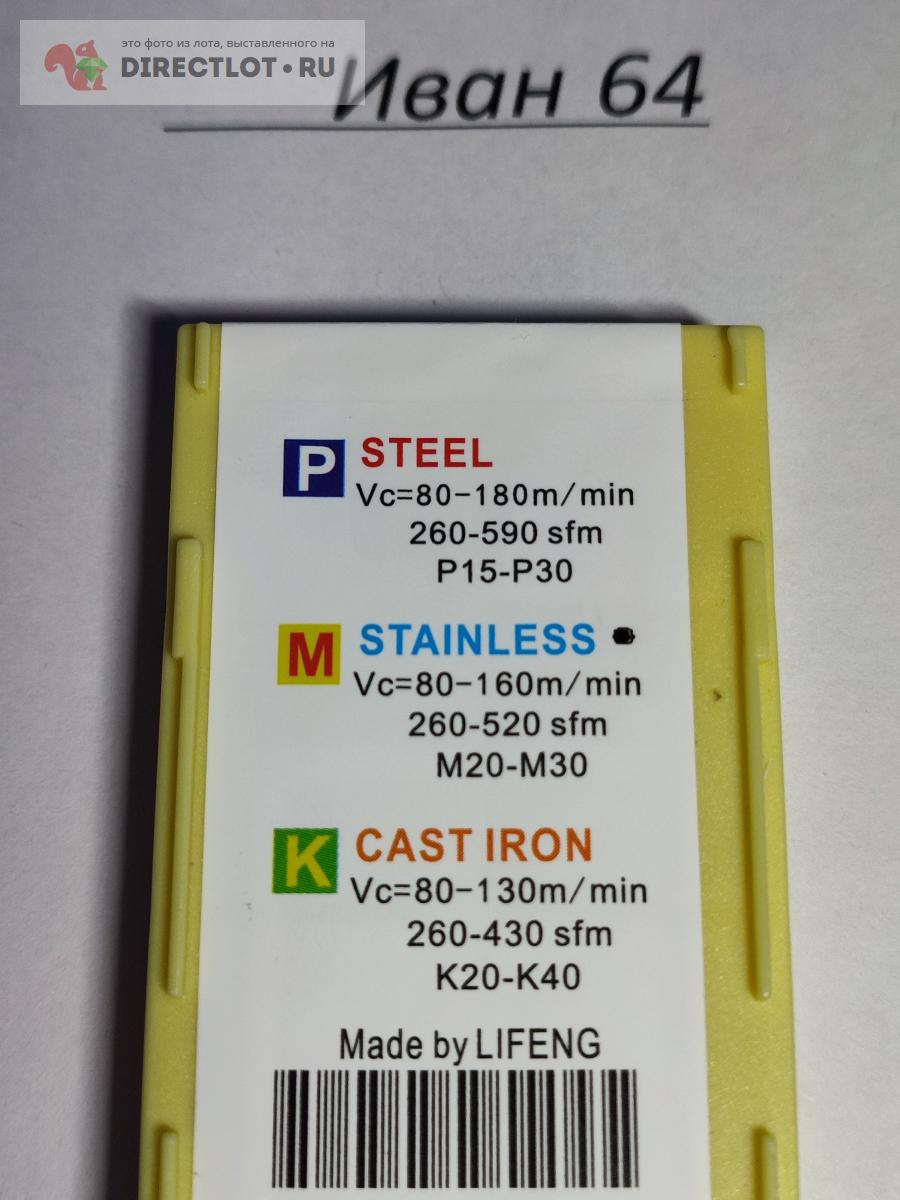 это фото из лота, выставленного на
DIRECTLOT•RU
Иван 64
P STEEL
Vc=80-180m/min
260-590 sfm
P15-P30
M STAINLESS
Vc=80-160m/min
260-520 sfm
M20-M30
K CAST IRON
Vc=80-130m/min
260-430 sfm
K20-K40
Made by LIFENG